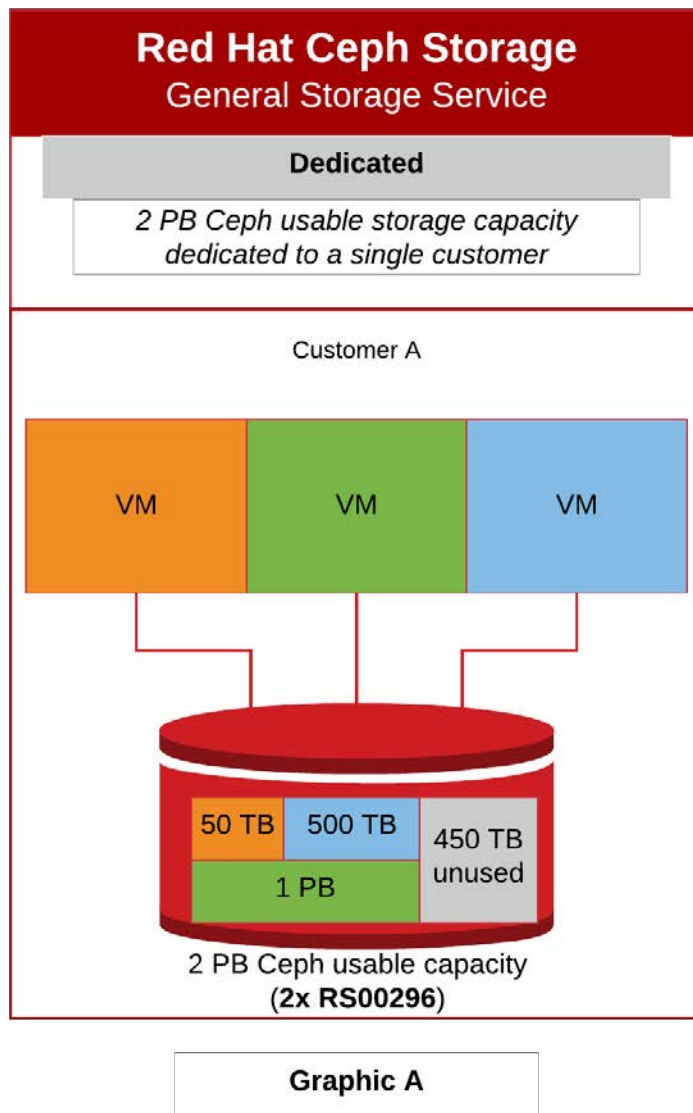 Red Hat Ceph Storage
General Storage Service
Dedicated
2 PB Ceph usable storage capacity
dedicated to a single customer
Customer A
VM
VM
VM
50 TB
500 TB
450 TB
unused
1 PB
2 PB Ceph usable capacity
(2x RS00296)
Graphic A